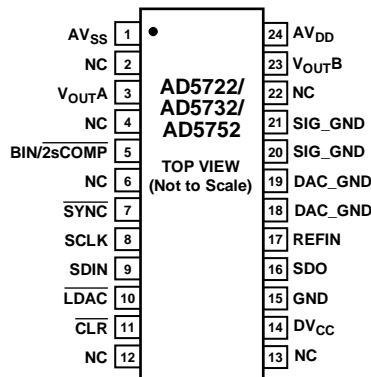 AVSS 1
NC 2
VOUTA 3
NC 4
BIN/2sCOMP 5
NC 6
SYNC 7
SCLK 8
SDIN 9
LDAC 10
CLR 11
NC 12
AD5722/
AD5732/
AD5752
TOP VIEW
(Not to Scale)
24 AVDD
23 VOUTB
22 NC
21 SIG_GND
20 SIG_GND
19 DAC_GND
18 DAC_GND
17 REFIN
16 SDO
15 GND
14 DVCC
13 NC